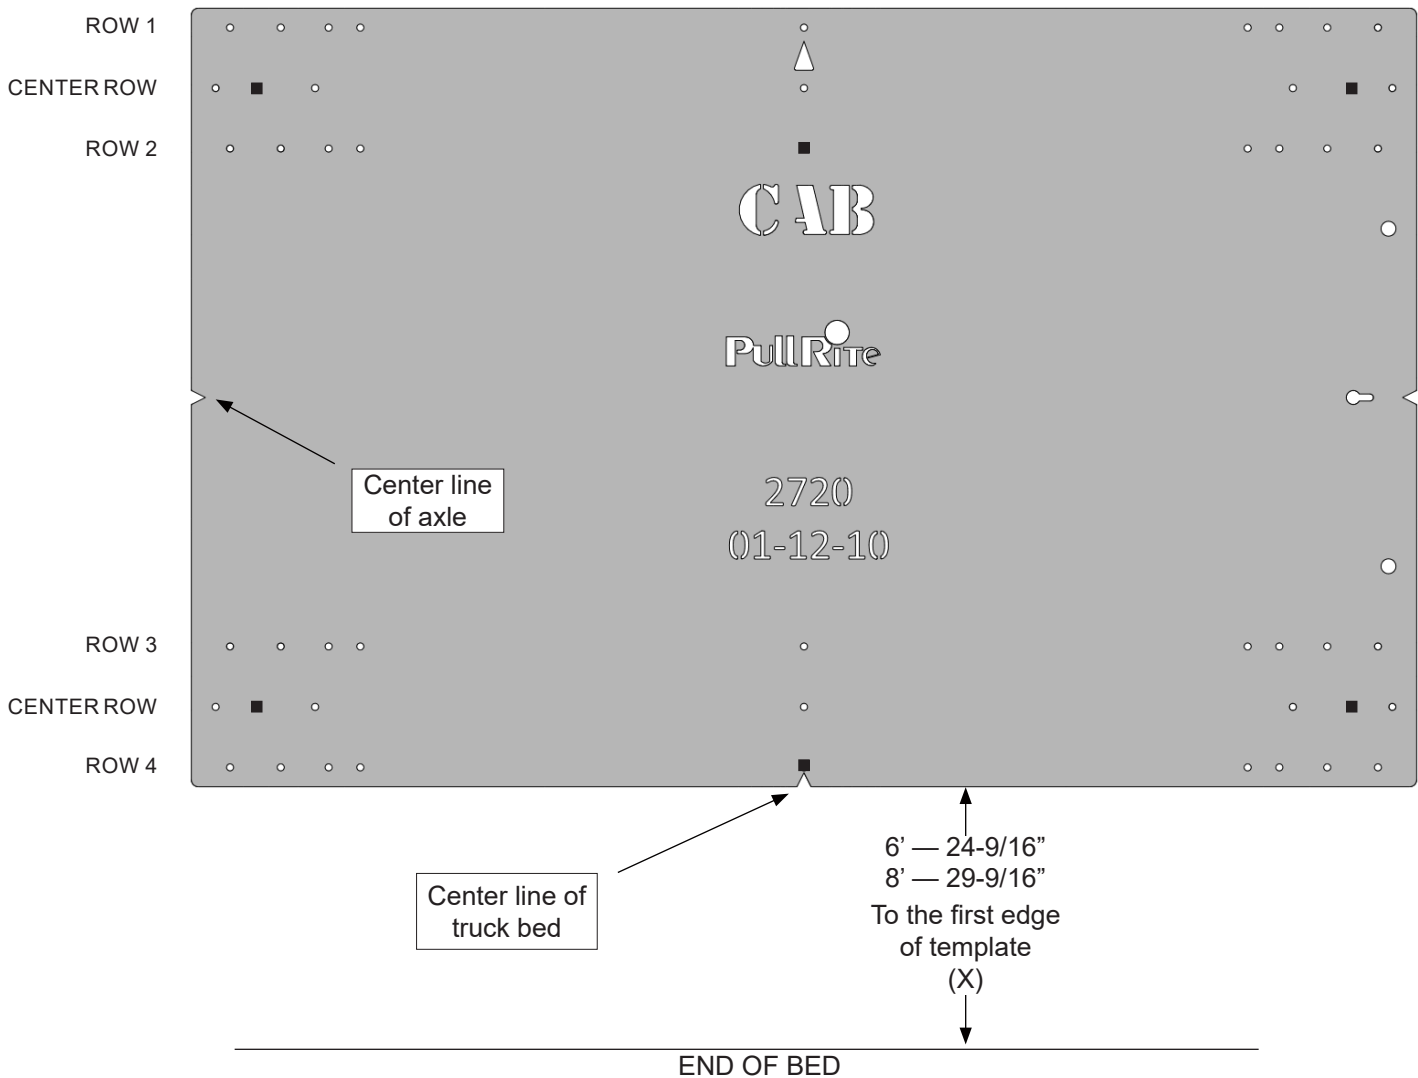 ROW 1
CENTER ROW
ROW 2
CAB
PullRite
Center line
of axle
2720
01-12-10
ROW 3
CENTER ROW
ROW 4
6’ — 24-9/16”
8’ — 29-9/16”
To the first edge
of template
(X)
Center line of
truck bed
END OF BED